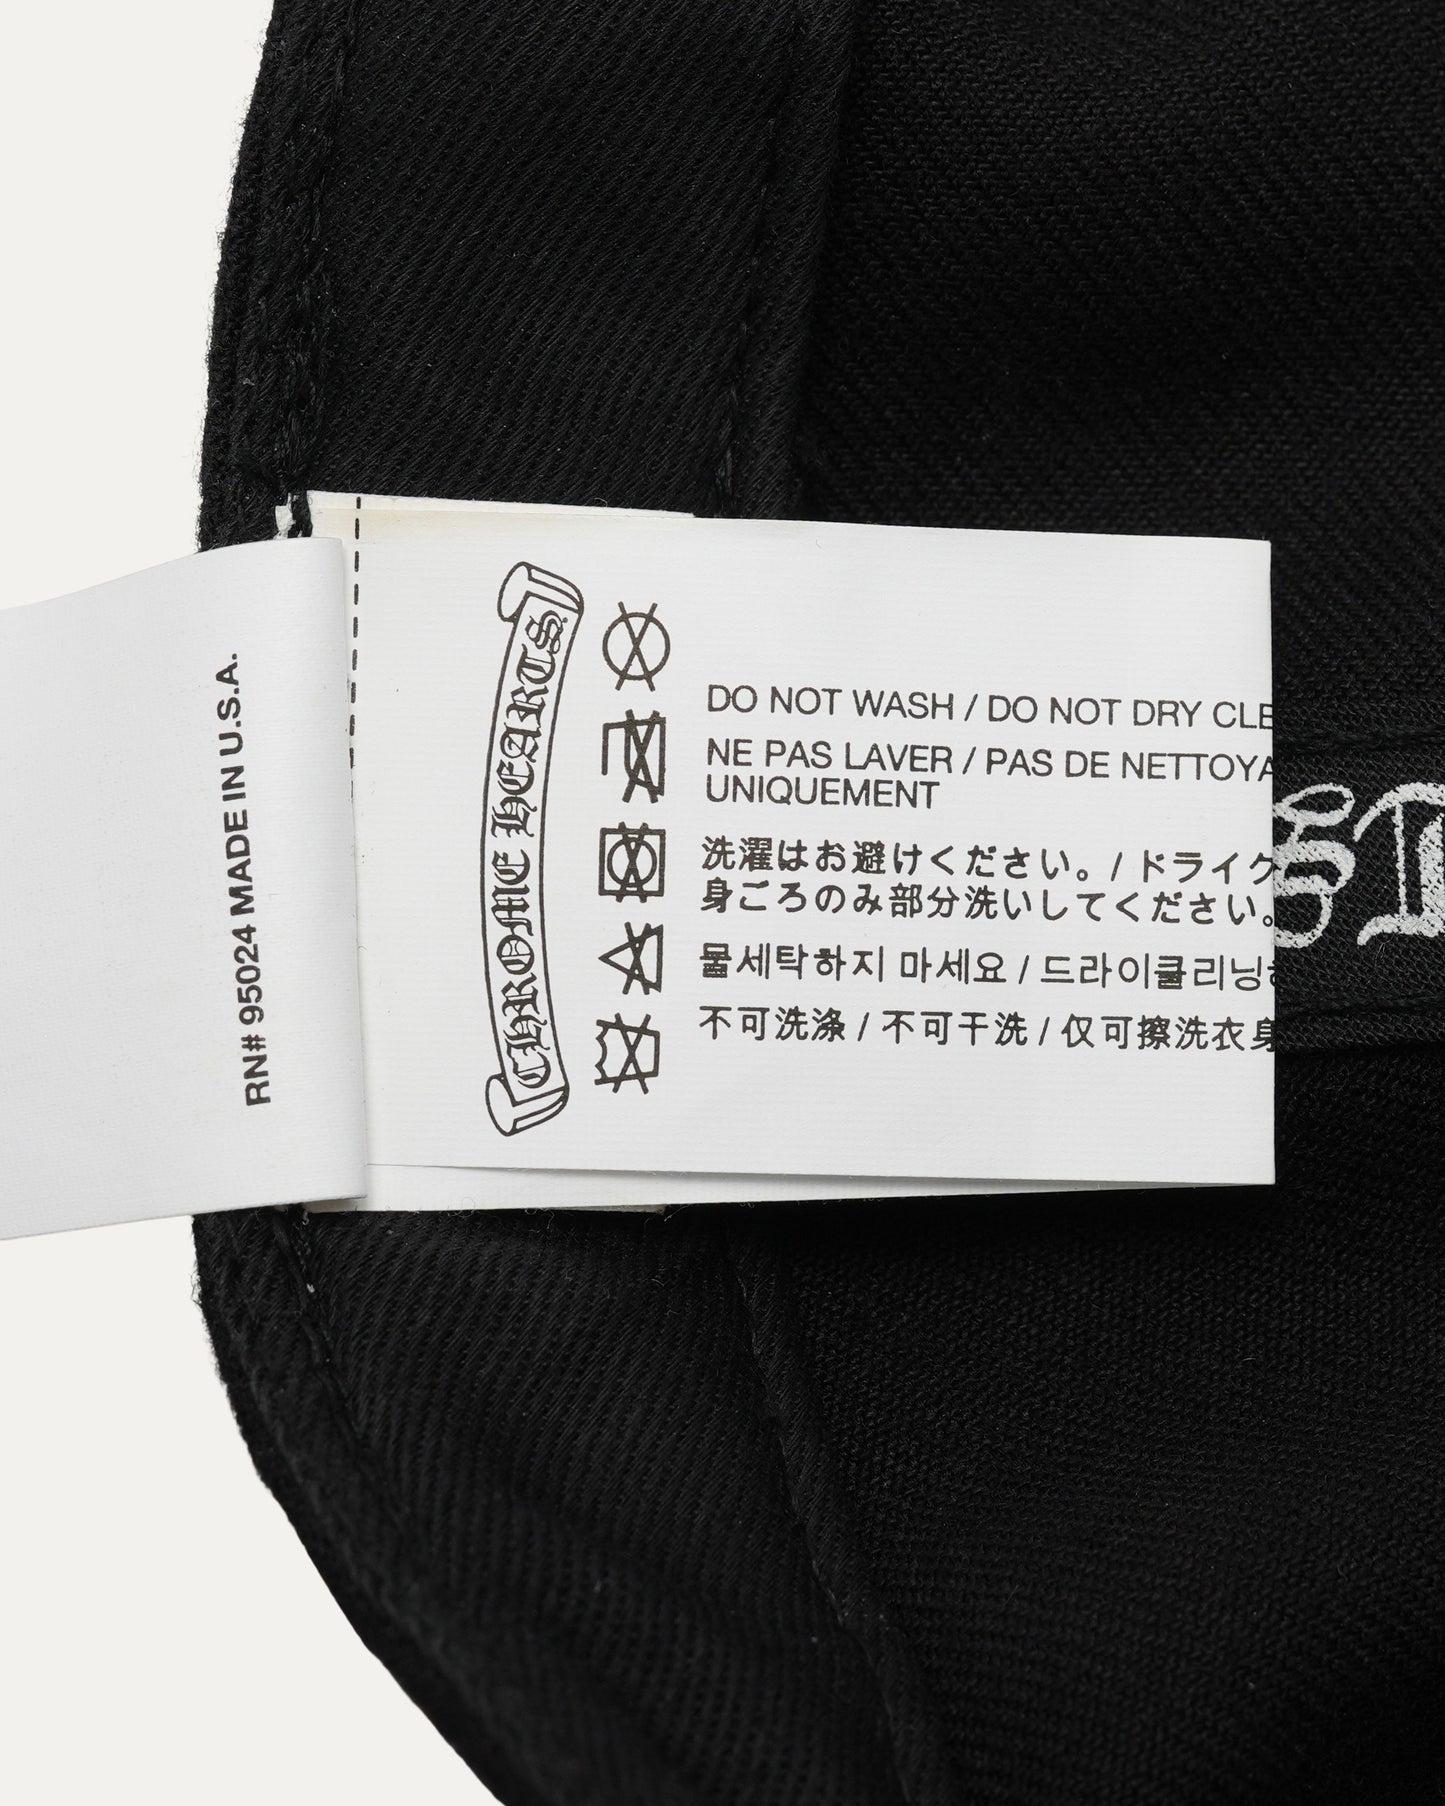 RN# 95024 MADE IN U.S.A.
CHROME HEARTS
DO NOT WASH / DO NOT DRY CLE
NE PAS LAVER / PAS DE NETTOYA
UNIQUEMENT
洗濯はお避けください。/ ドライク
身ごろのみ部分洗いしてください。
물세탁하지 마세요 / 드라이클리닝
不可洗涤 / 不可干洗 / 仅可擦洗衣身